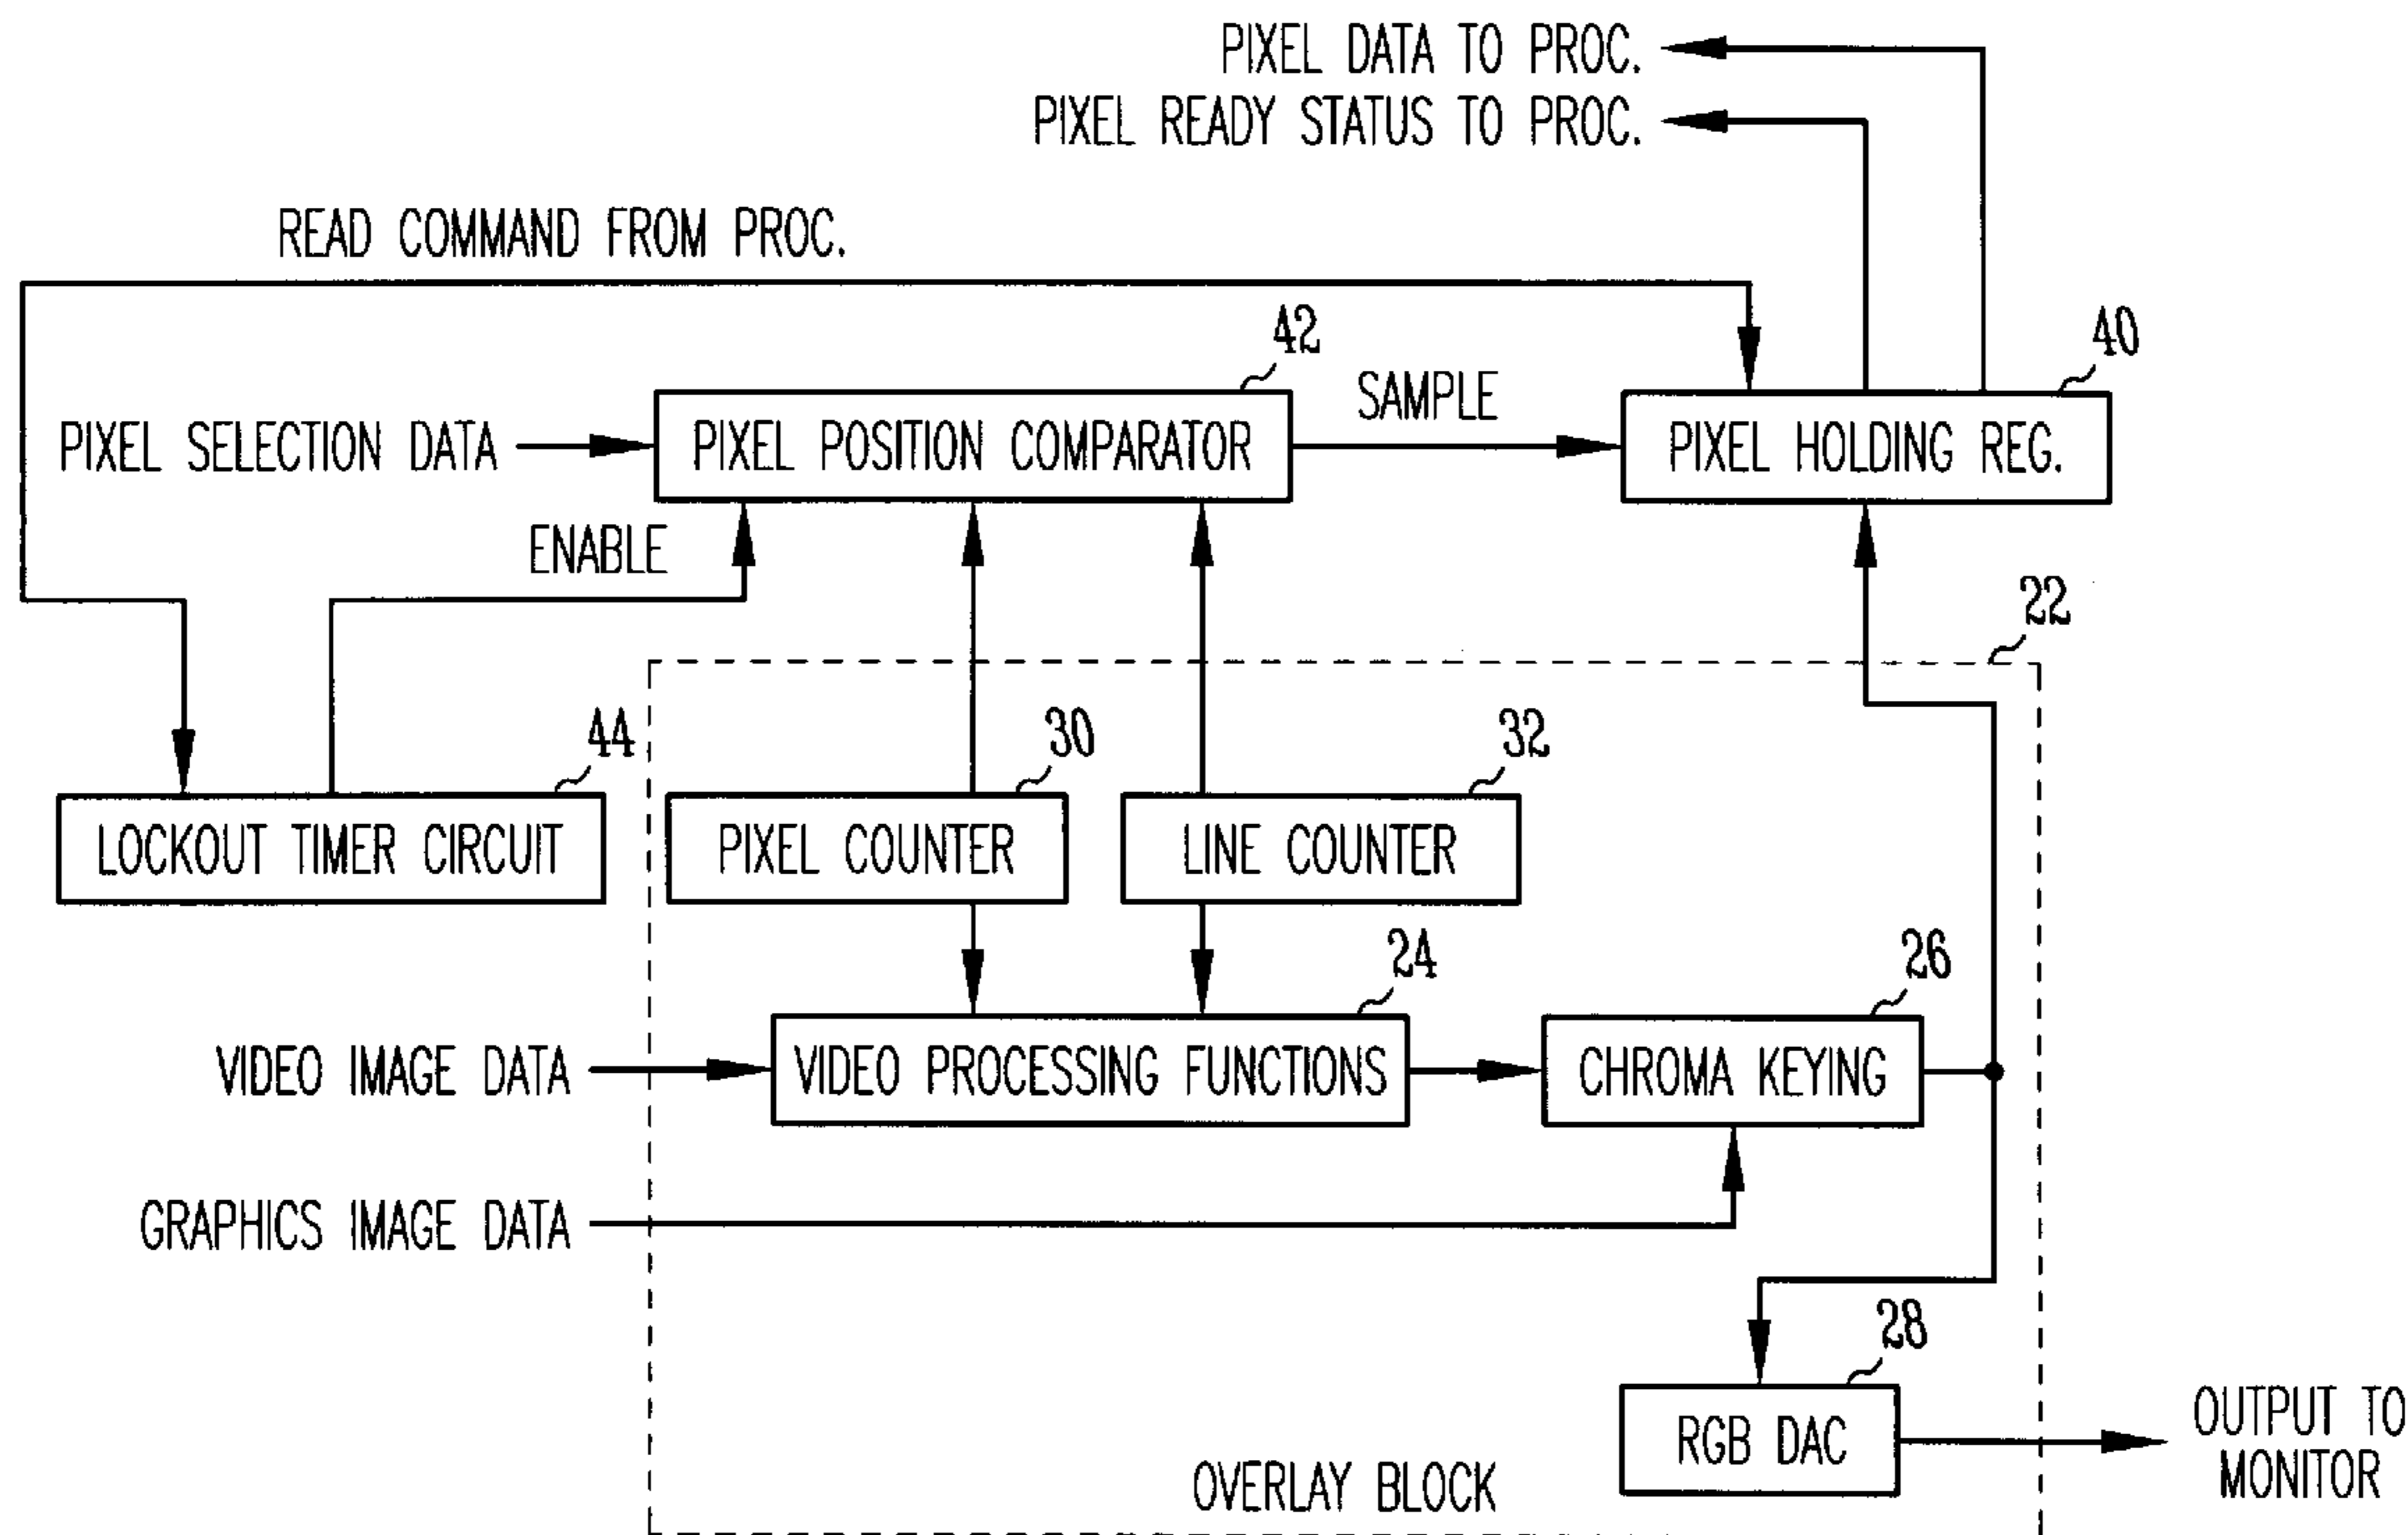 PIXEL DATA TO PROC.
PIXEL READY STATUS TO PROC.
READ COMMAND FROM PROC.
42
40
SAMPLE
PIXEL SELECTION DATA
PIXEL POSITION COMPARATOR
PIXEL HOLDING REG.
ENABLE
22
44
30
32
LOCKOUT TIMER CIRCUIT
PIXEL COUNTER
LINE COUNTER
24
26
VIDEO IMAGE DATA
VIDEO PROCESSING FUNCTIONS
CHROMA KEYING
GRAPHICS IMAGE DATA
28
RGB DAC
OUTPUT TO
MONITOR
OVERLAY BLOCK